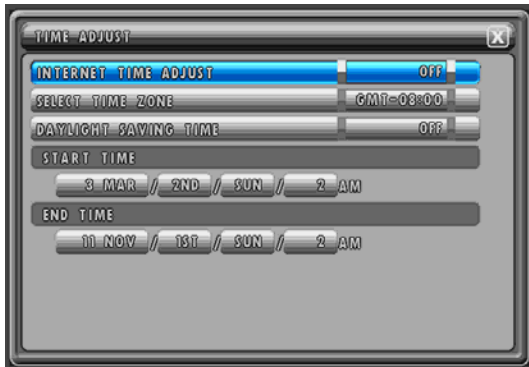 TIME ADJUST X
INTERNET TIME ADJUST OFF
SELECT TIME ZONE GMT-08:00
DAYLIGHT SAVING TIME OFF
START TIME
3 MAR / 2ND / SUN / 2 AM
END TIME
11 NOV / 1ST / SUN / 2 AM